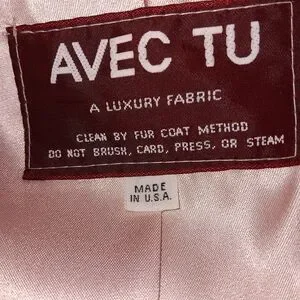 AVEC TU
A LUXURY FABRIC
CLEAN BY FUR COAT METHOD
DO NOT BRUSH, CARD, PRESS, OR STEAM
MADE
IN U.S.A.